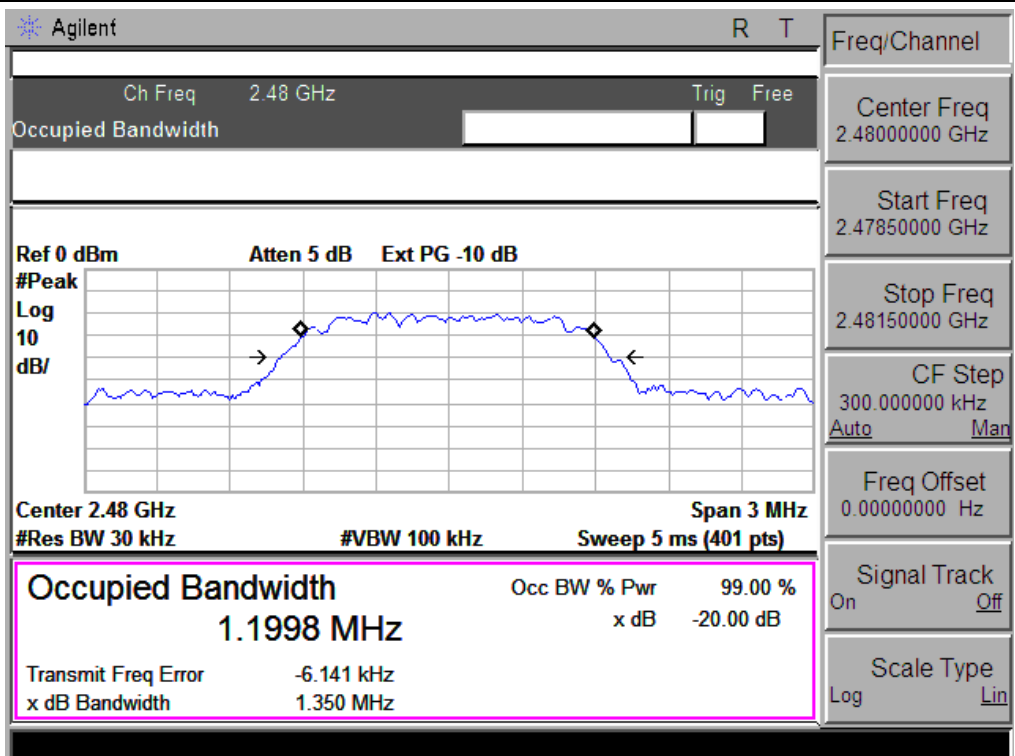 Agilent R T
Ch Freq 2.48 GHz Trig Free
Occupied Bandwidth
Ref 0 dBm Atten 5 dB Ext PG -10 dB
#Peak
Log
10
dB/
Center 2.48 GHz Span 3 MHz
#Res BW 30 kHz #VBW 100 kHz Sweep 5 ms (401 pts)
Occupied Bandwidth Occ BW % Pwr 99.00 %
1.1998 MHz x dB -20.00 dB
Transmit Freq Error -6.141 kHz
x dB Bandwidth 1.350 MHz
Freq/Channel
Center Freq
2.48000000 GHz
Start Freq
2.47850000 GHz
Stop Freq
2.48150000 GHz
CF Step
300.000000 kHz
Auto Man
Freq Offset
0.00000000 Hz
Signal Track
On Off
Scale Type
Log Lin